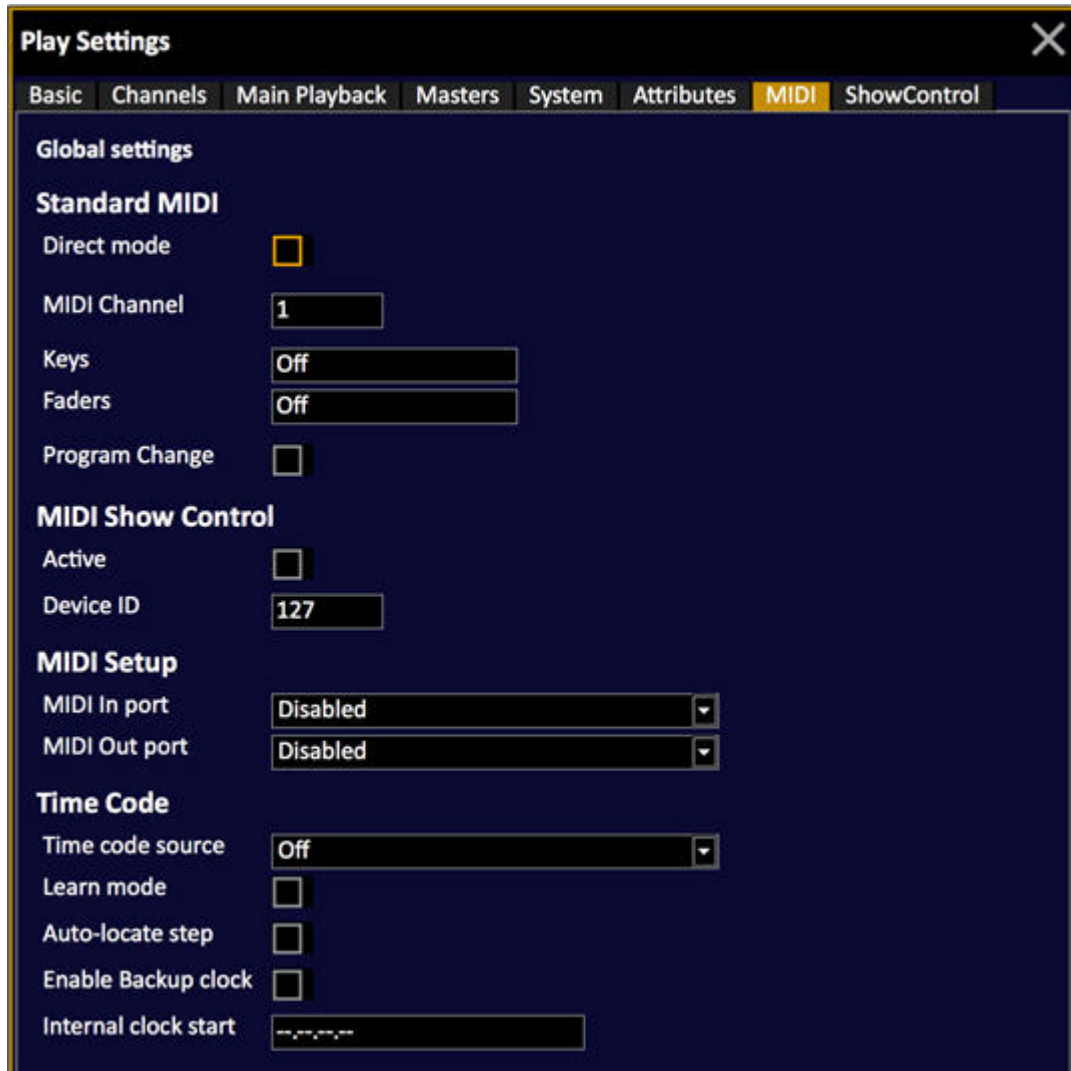 Play Settings
Basic Channels Main Playback Masters System Attributes MIDI ShowControl
Global settings
Standard MIDI
Direct mode
MIDI Channel 1
Keys Off
Faders Off
Program Change
MIDI Show Control
Active
Device ID 127
MIDI Setup
MIDI In port Disabled
MIDI Out port Disabled
Time Code
Time code source Off
Learn mode
Auto-locate step
Enable Backup clock
Internal clock start --.--.--.--